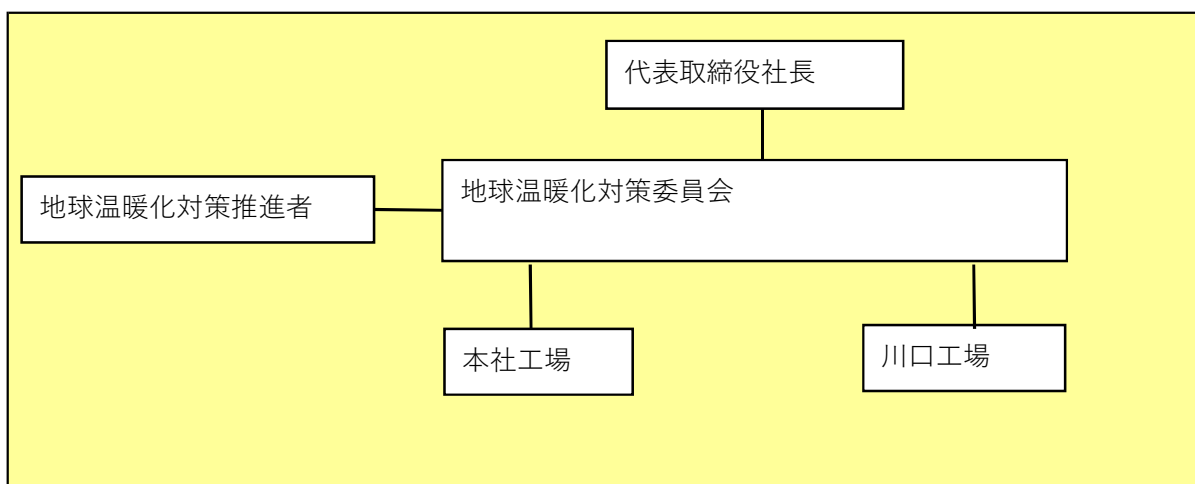 代表取締役社長
地球温暖化対策委員会
地球温暖化対策推進者
本社工場
川口工場